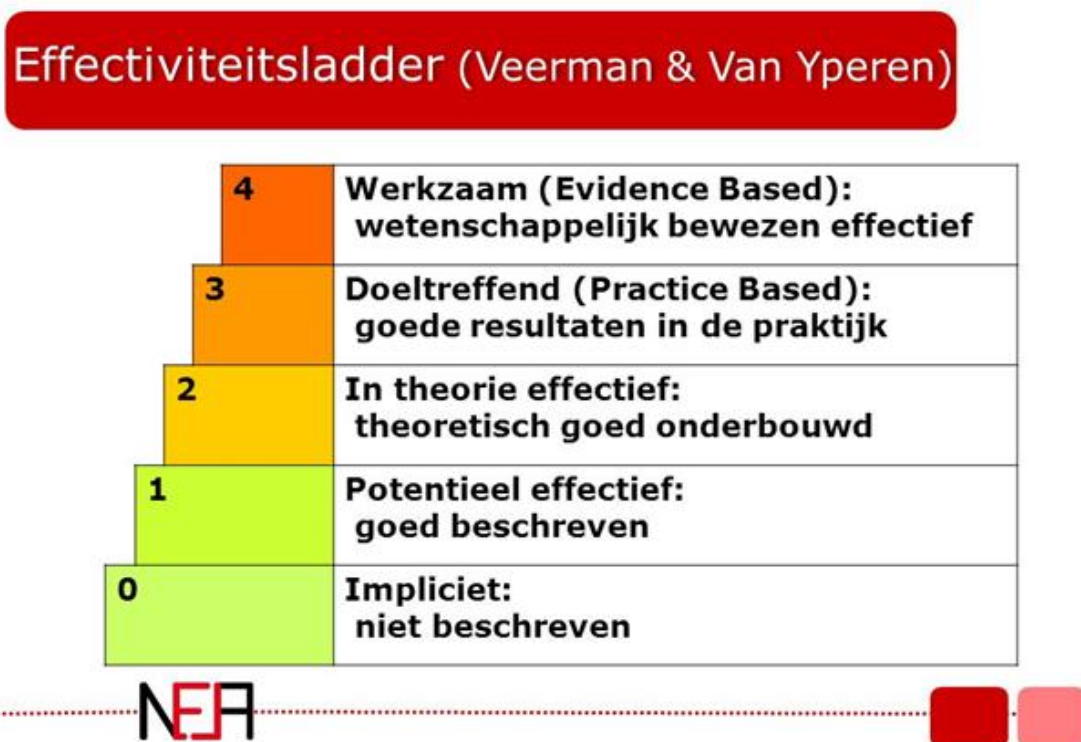 Effectiviteitsladder (Veerman & Van Yperen)
4 Werkzaam (Evidence Based):
wetenschappelijk bewezen effectief
3 Doeltreffend (Practice Based):
goede resultaten in de praktijk
2 In theorie effectief:
theoretisch goed onderbouwd
1 Potentieel effectief:
goed beschreven
0 Impliciet:
niet beschreven